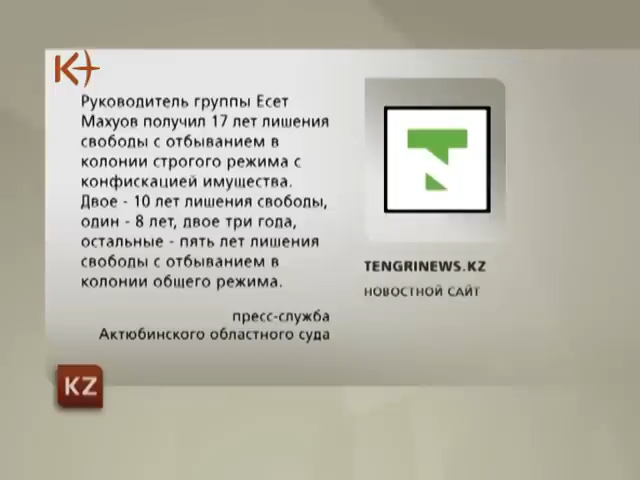 K+
Руководитель группы Есет
Махуов получил 17 лет лишения
свободы с отбыванием в
колонии строгого режима с
конфискацией имущества.
Двое - 10 лет лишения свободы,
один - 8 лет, двое три года,
остальные - пять лет лишения
свободы с отбыванием в
колонии общего режима.
пресс-служба
Актюбинского областного суда
TENGRINEWS.KZ
НОВОСТНОЙ САЙТ
KZ